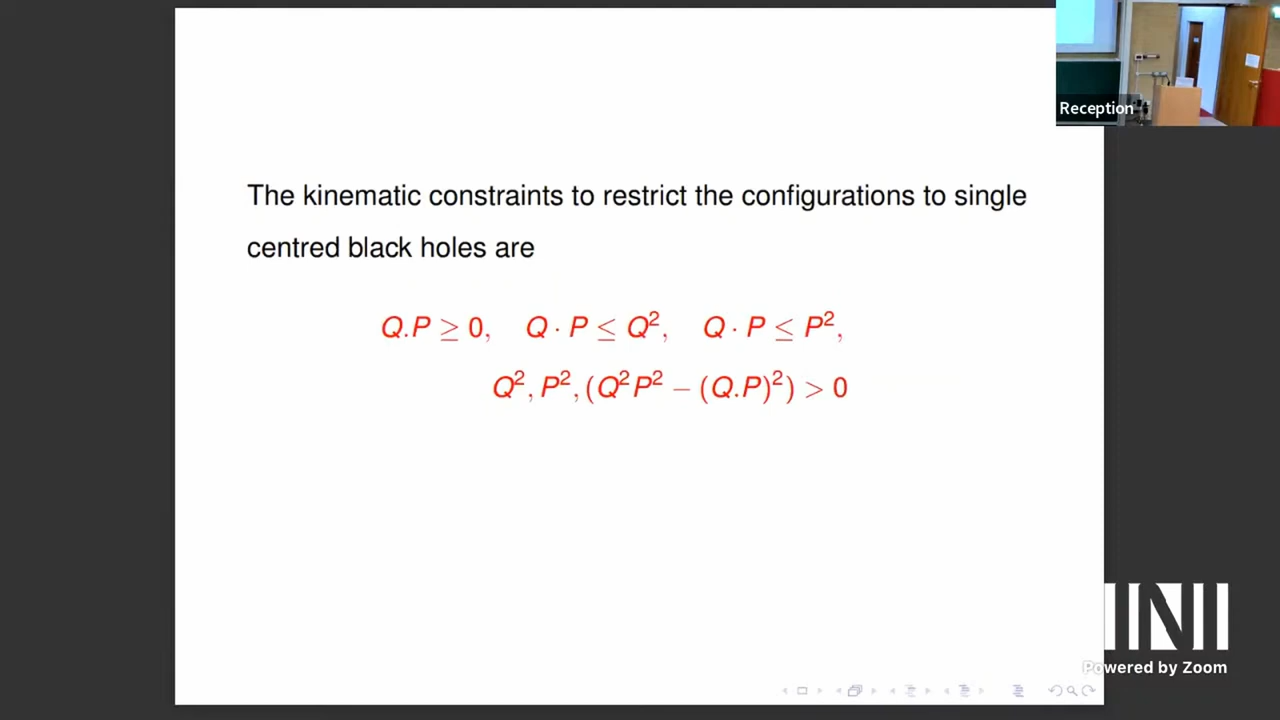 Reception
The kinematic constraints to restrict the configurations to single
centred black holes are
Q.P ≥ 0, Q · P ≤ Q², Q · P ≤ P²,
Q², P², (Q²P² − (Q.P)²) > 0
Powered by Zoom